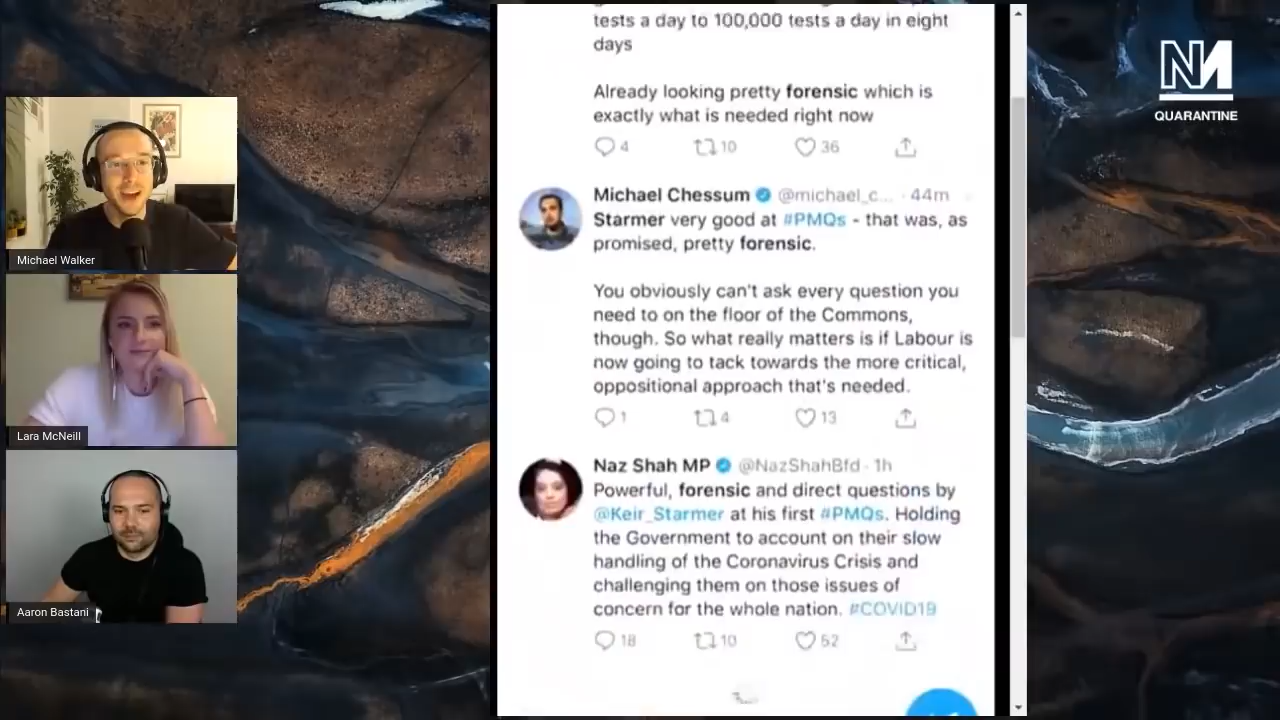 tests a day to 100,000 tests a day in eight
days
Already looking pretty forensic which is
exactly what is needed right now
4 10 36
Michael Chessum @michael_c... · 44m
Starmer very good at #PMQs - that was, as
promised, pretty forensic.
You obviously can't ask every question you
need to on the floor of the Commons,
though. So what really matters is if Labour is
now going to tack towards the more critical,
oppositional approach that's needed.
1 4 13
Naz Shah MP @NazShahBfd · 1h
Powerful, forensic and direct questions by
@Keir_Starmer at his first #PMQs. Holding
the Government to account on their slow
handling of the Coronavirus Crisis and
challenging them on those issues of
concern for the whole nation. #COVID19
18 10 52
Michael Walker
Lara McNeill
Aaron Bastani
NM
QUARANTINE